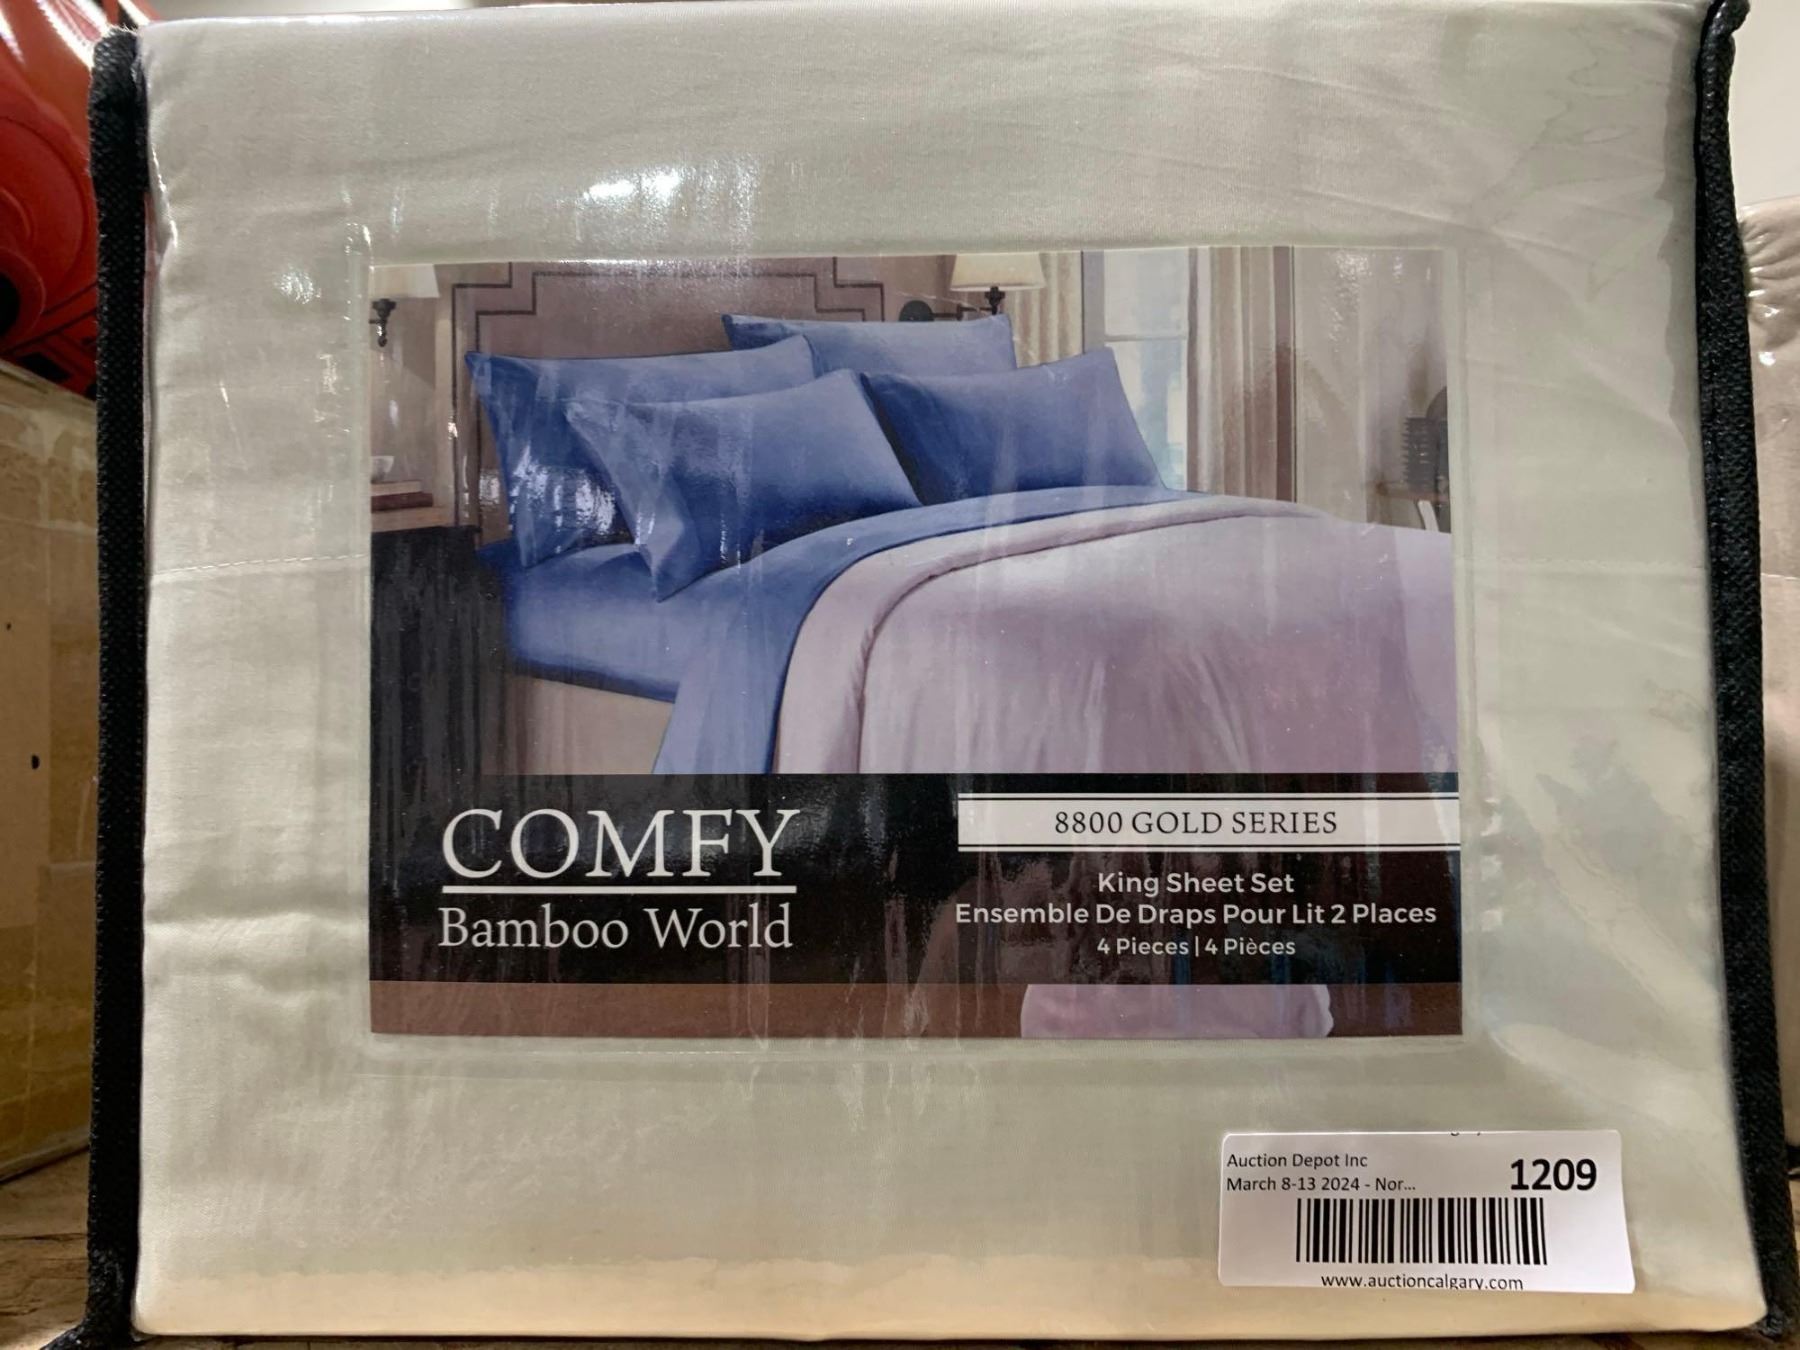 COMFY
Bamboo World
8800 GOLD SERIES
King Sheet Set
Ensemble De Draps Pour Lit 2 Places
4 Pieces | 4 Pièces
Auction Depot Inc
March 8-13 2024 - Nor...
1209
www.auctioncalgary.com